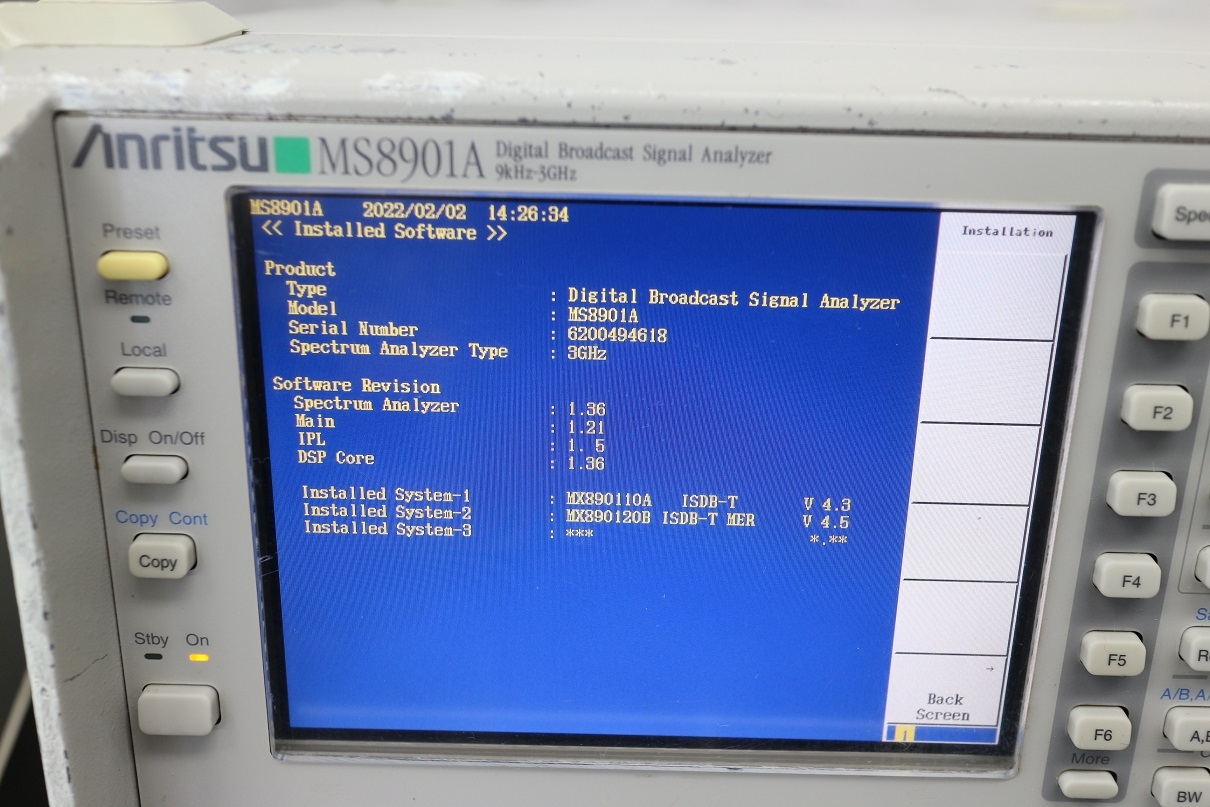 Anritsu MS8901A Digital Broadcast Signal Analyzer
9kHz-3GHz
Preset
Remote
Local
Disp On/Off
Copy Cont
Copy
Stby On
MS8901A 2022/02/02 14:26:34
<< Installed Software >>
Product
Type : Digital Broadcast Signal Analyzer
Model : MS8901A
Serial Number : 6200494618
Spectrum Analyzer Type : 3GHz
Software Revision
Spectrum Analyzer : 1.36
Main : 1.21
IPL : 1. 5
DSP Core : 1.36
Installed System-1 : MX890110A ISDB-T V 4.3
Installed System-2 : MX890120B ISDB-T MER V 4.5
Installed System-3 : *** *.**
Installation
→
Back
Screen
1
F1
F2
F3
F4
F5
F6
More
BW